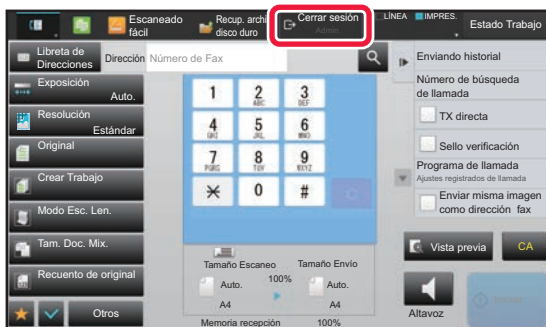 Escaneado
fácil
Recup. archi
disco duro
Cerrar sesión
Admin.
LÍNEA
IMPRES.
Estado Trabajo
Libreta de
Direcciones
Dirección
Número de Fax
Exposición
Auto.
Resolución
Estándar
Original
Crear Trabajo
Modo Esc. Len.
Tam. Doc. Mix.
Recuento de original
Otros
1
2
ABC
3
DEF
4
GHI
5
JKL
6
MNO
7
PQRS
8
TUV
9
WXYZ
0
#
C
Tamaño Escaneo
Tamaño Envío
100%
Auto.
A4
Auto.
A4
Memoria recepción
100%
Enviando historial
Número de búsqueda
de llamada
TX directa
Sello verificación
Programa de llamada
Ajustes registrados de llamada
Enviar misma imagen
como dirección fax
Vista previa
CA
Altavoz
Iniciar